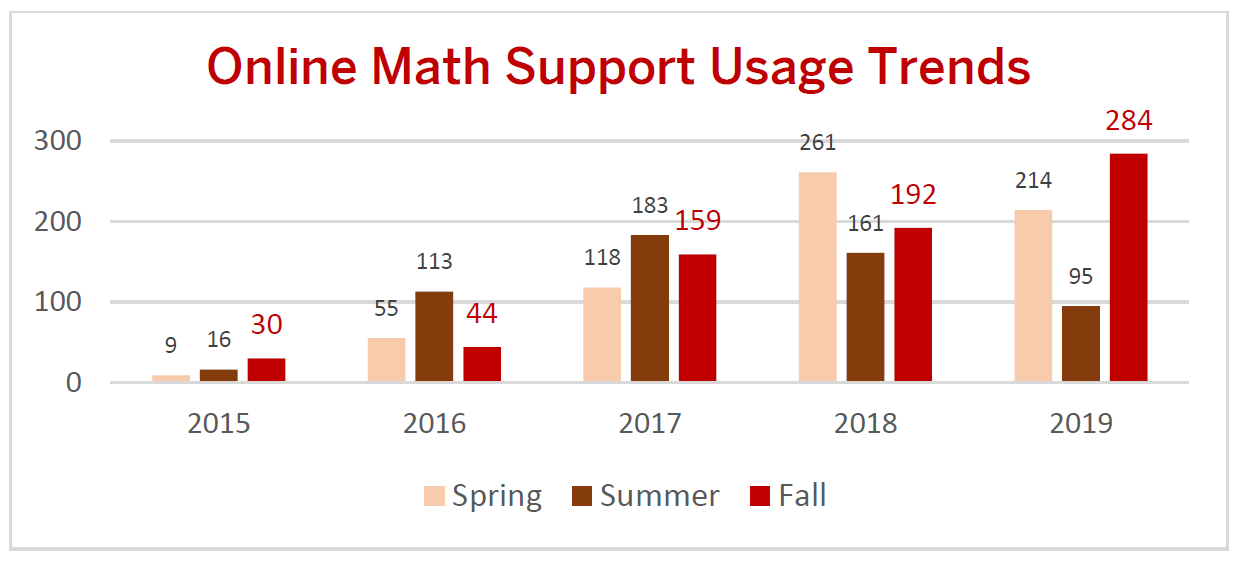 Online Math Support Usage Trends
300
200
100
0
9 16 30
55 113 44
118 183 159
261 161 192
214 95 284
2015 2016 2017 2018 2019
Spring Summer Fall